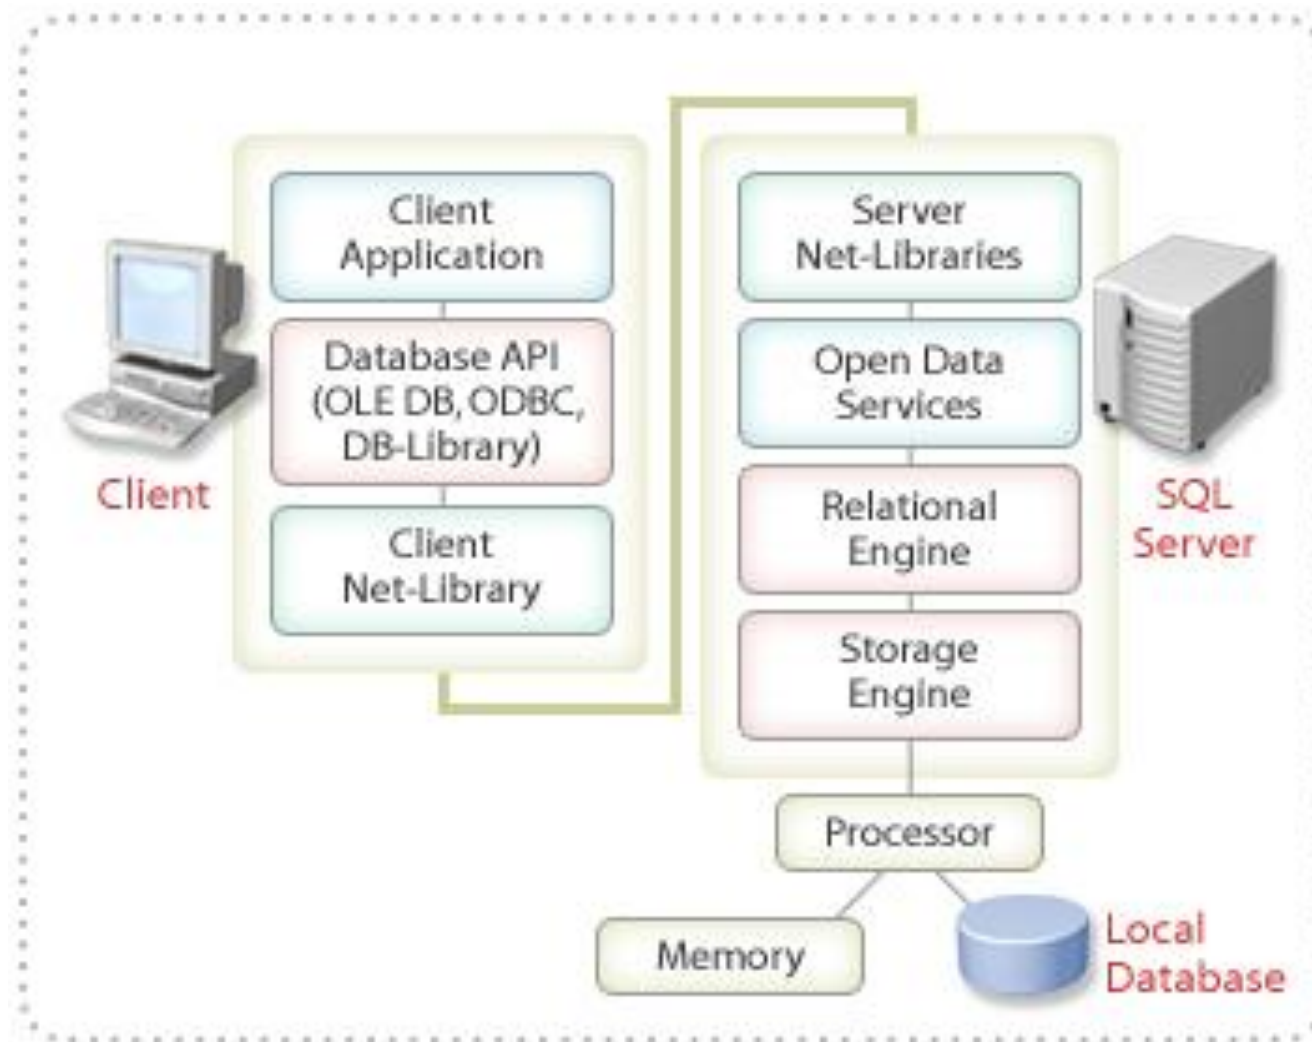 Client
Application
Database API
(OLE DB, ODBC,
DB-Library)
Client
Net-Library
Client
Server
Net-Libraries
Open Data
Services
Relational
Engine
Storage
Engine
SQL
Server
Processor
Memory
Local
Database